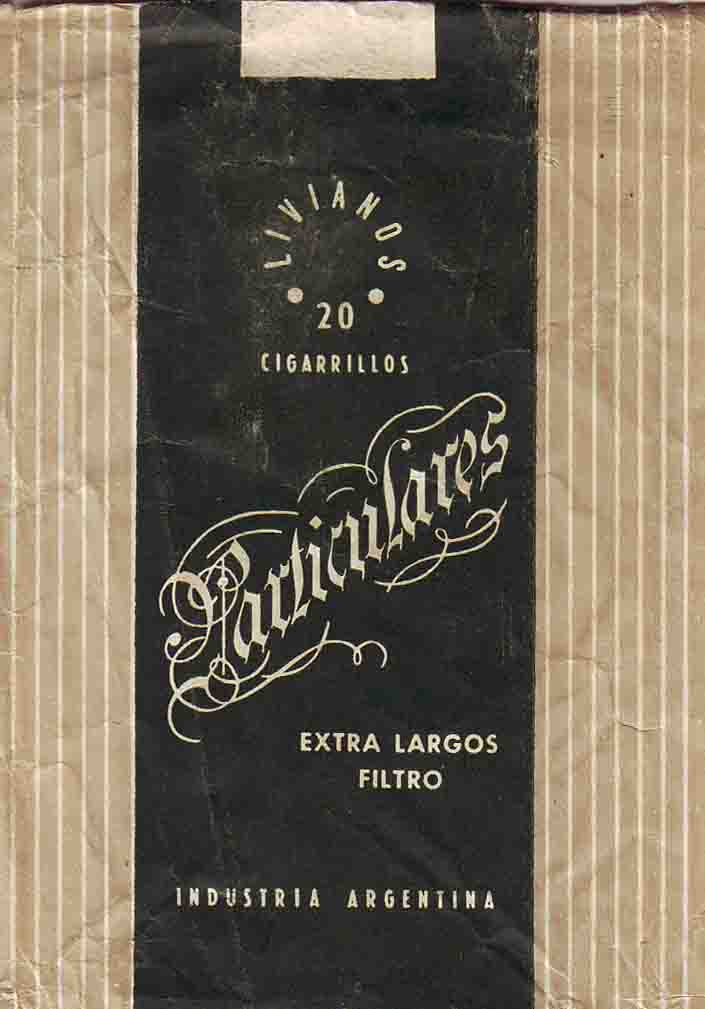 LIVIANOS
20
CIGARRILLOS
Particulares
EXTRA LARGOS
FILTRO
INDUSTRIA ARGENTINA